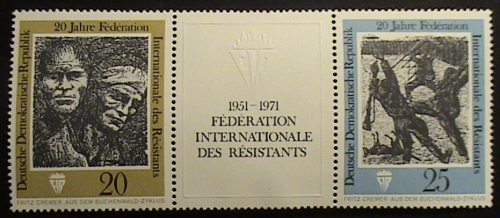 20 Jahre Fédération
Internationale des Résistants
Deutsche Demokratische Republik
20
FRITZ CREMER AUS DEM BUCHENWALD-ZYKLUS
1951–1971
FÉDÉRATION
INTERNATIONALE
DES RÉSISTANTS
20 Jahre Fédération
Internationale des Résistants
Deutsche Demokratische Republik
25
FRITZ CREMER AUS DEM BUCHENWALD-ZYKLUS